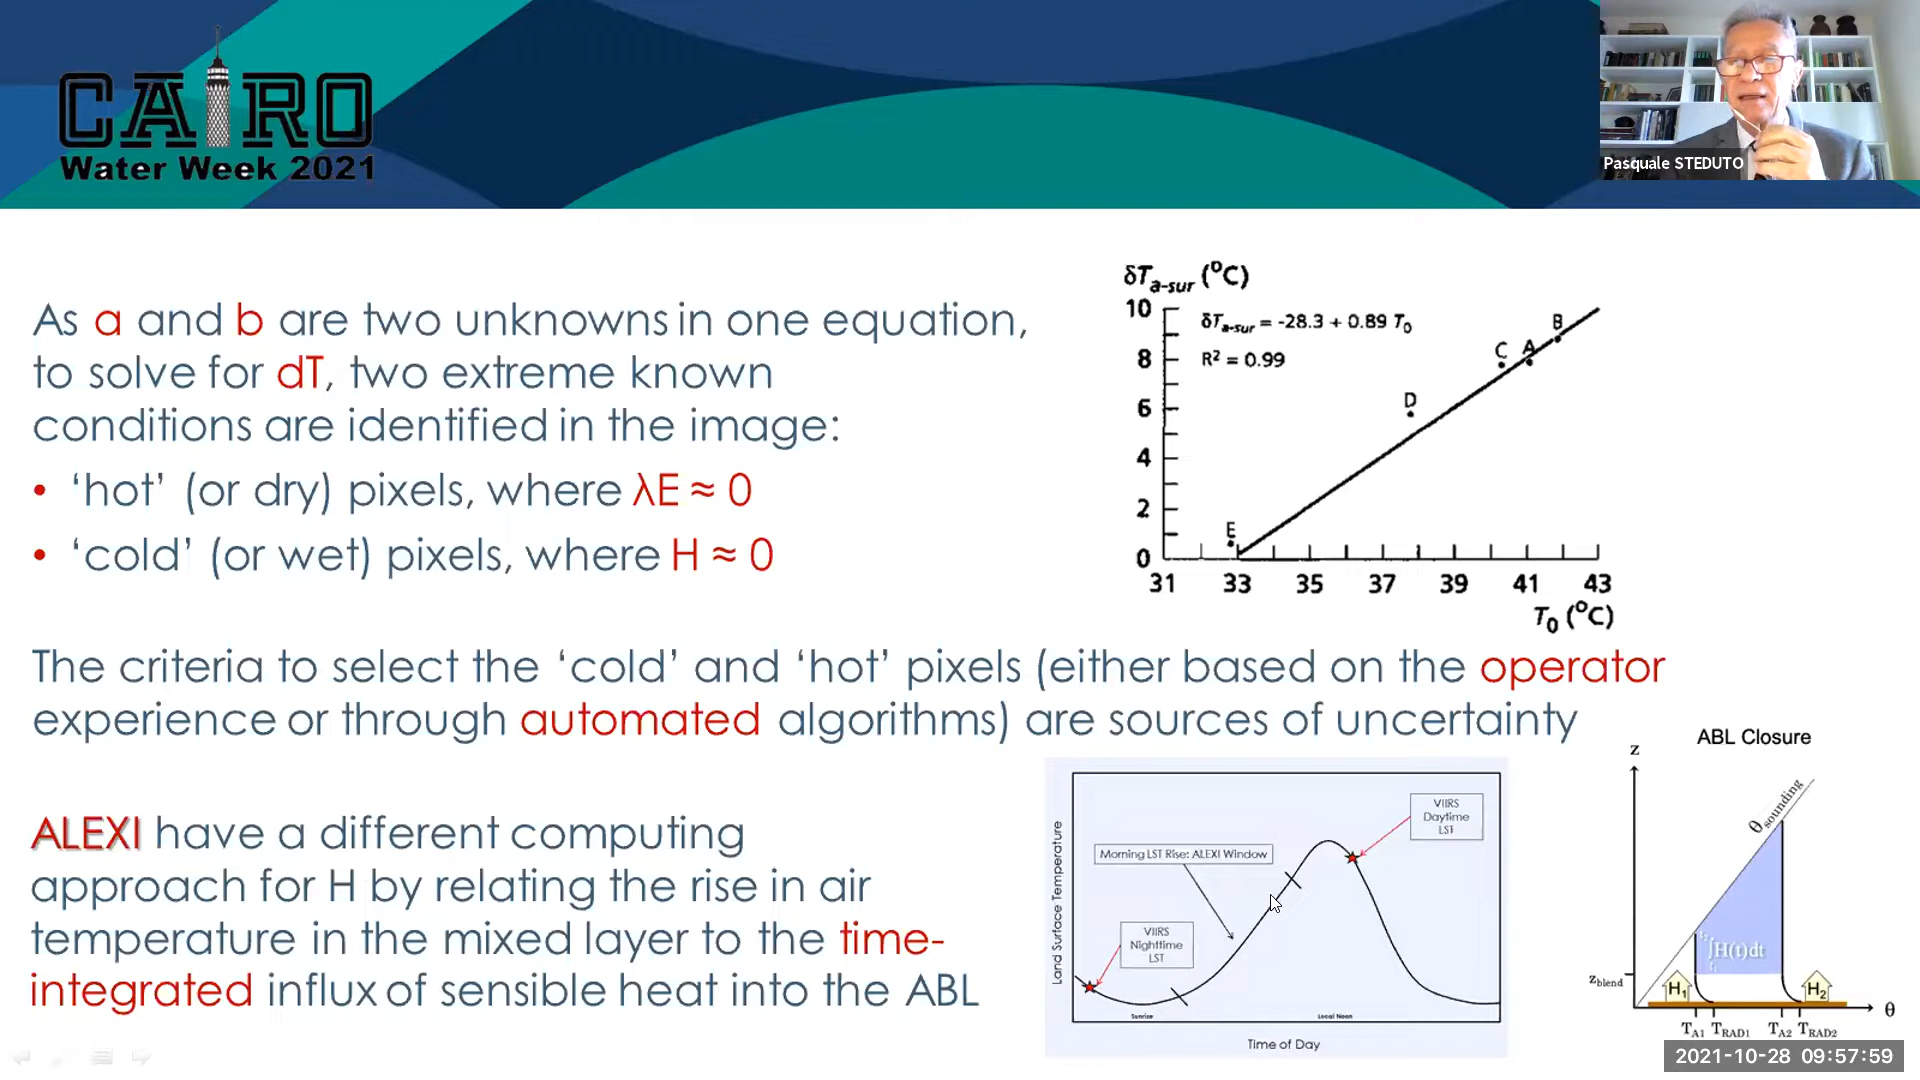 CAIRO
Water Week 2021
Pasquale STEDUTO
As a and b are two unknowns in one equation,
to solve for dT, two extreme known
conditions are identified in the image:
• ‘hot’ (or dry) pixels, where λE ≈ 0
• ‘cold’ (or wet) pixels, where H ≈ 0
δTa-sur (°C)
δTa-sur = -28.3 + 0.89 T0
R² = 0.99
10
8
6
4
2
0
B
C A
D
E
31 33 35 37 39 41 43
T0 (°C)
The criteria to select the ‘cold’ and ‘hot’ pixels (either based on the operator
experience or through automated algorithms) are sources of uncertainty
ALEXI have a different computing
approach for H by relating the rise in air
temperature in the mixed layer to the time-
integrated influx of sensible heat into the ABL
Land Surface Temperature
VIIRS
Daytime
LST
Morning LST Rise: ALEXI Window
VIIRS
Nighttime
LST
Sunrise Local Noon
Time of Day
ABL Closure
z
θsounding
∫H(t)dt
zblend
H1 H2
θ
TA1 TRAD1 TA2 TRAD2
2021-10-28 09:57:59